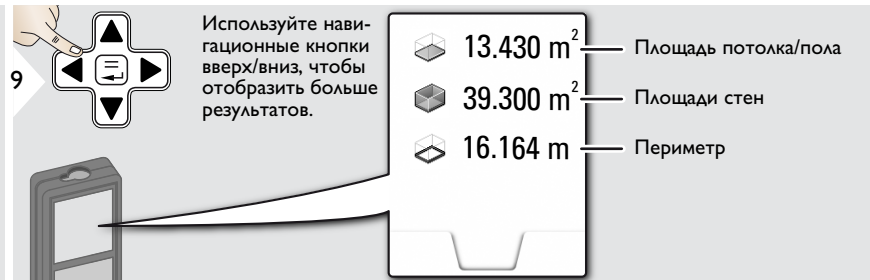 9
Используйте нави-
гационные кнопки
вверх/вниз, чтобы
отобразить больше
результатов.
13.430 m² Площадь потолка/пола
39.300 m² Площади стен
16.164 m Периметр